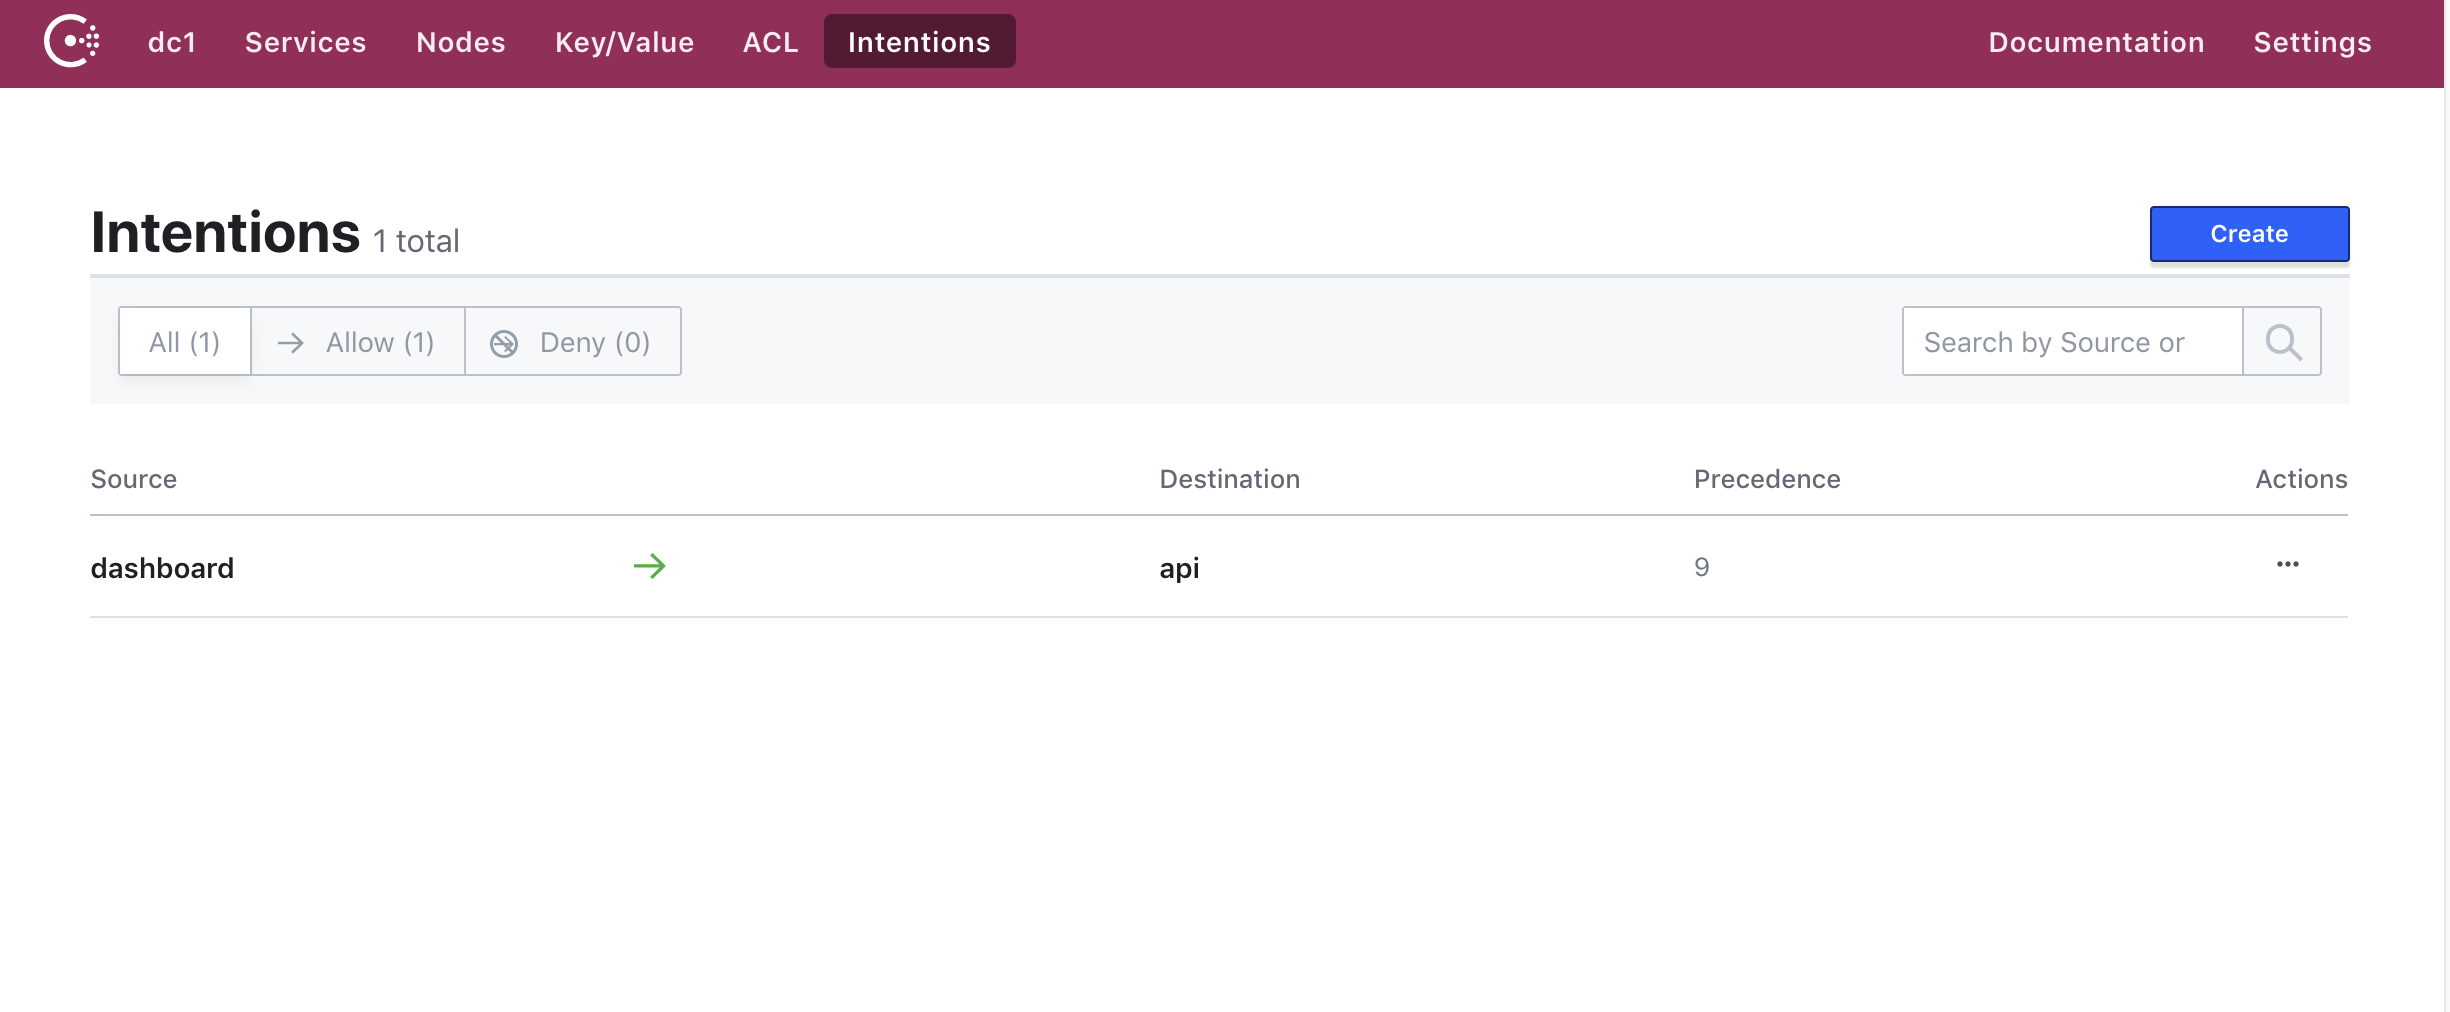 dc1 Services Nodes Key/Value ACL Intentions Documentation Settings
Intentions 1 total Create
All (1) Allow (1) Deny (0) Search by Source or
Source Destination Precedence Actions
dashboard api 9